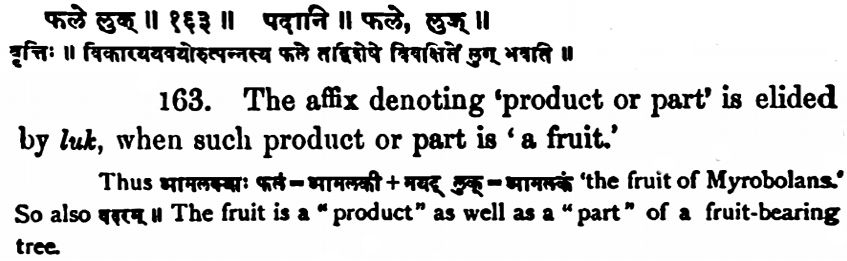 फले लुक् ॥ १६३ ॥ पदानि ॥ फले, लुक् ॥
वृत्तिः ॥ विकारावयवयोरुत्पन्नस्य फले तद्विशेषे विवक्षिते लुग् भवति ॥
163. The affix denoting ‘product or part’ is elided
by luk, when such product or part is ‘a fruit.’
Thus आमलक्याः फलं = आमलकी + मयट् लुक् = आमलकं ‘the fruit of Myrobolans.’
So also बदरम् ॥ The fruit is a “product” as well as a “part” of a fruit-bearing
tree.